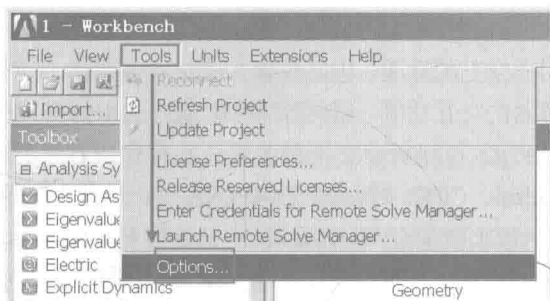 1 - Workbench
File View Tools Units Extensions Help
Reconnect
Import...
Refresh Project
Toolbox
Update Project
Analysis Sy
License Preferences...
Design As
Release Reserved Licenses...
Eigenvalue
Enter Credentials for Remote Solve Manager...
Eigenvalue
Launch Remote Solve Manager...
Electric
Options...
Explicit Dynamics
Geometry